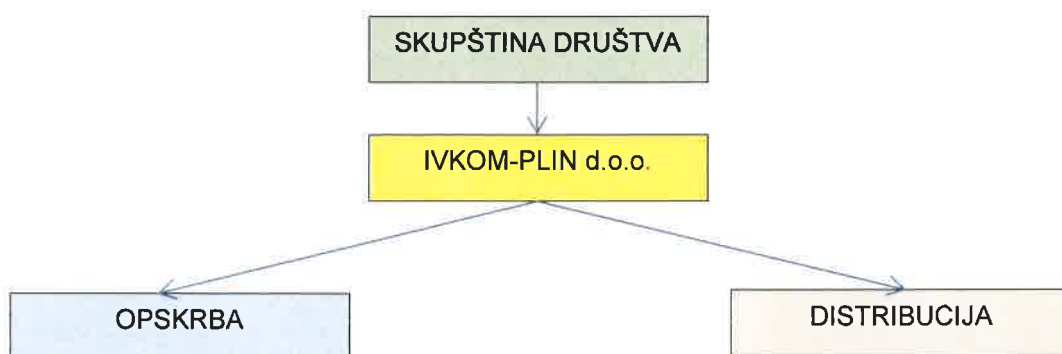 SKUPŠTINA DRUŠTVA
IVKOM-PLIN d.o.o.
OPSKRBA
DISTRIBUCIJA